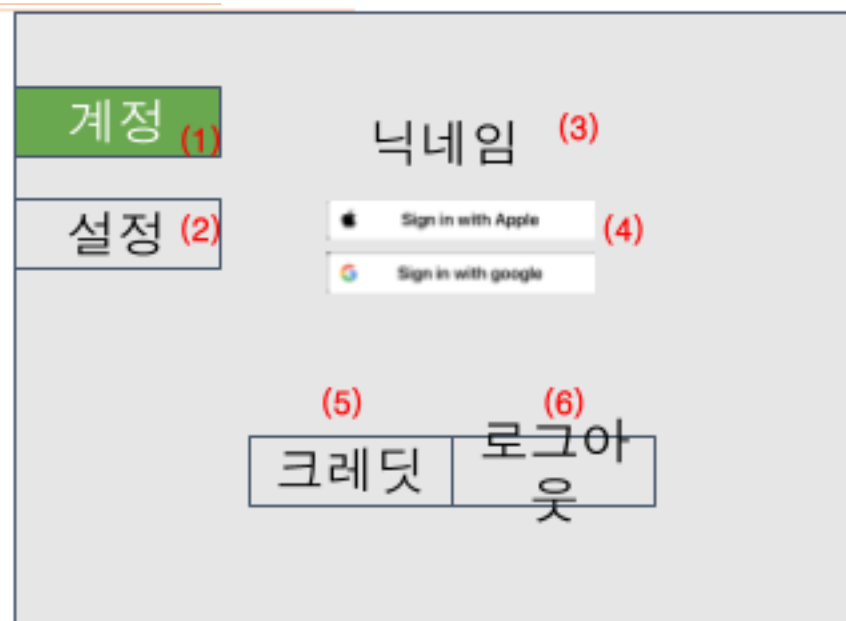 계정 (1)
닉네임 (3)
설정 (2)
Sign in with Apple (4)
Sign in with google
(5)
(6)
크레딧
로그아
웃